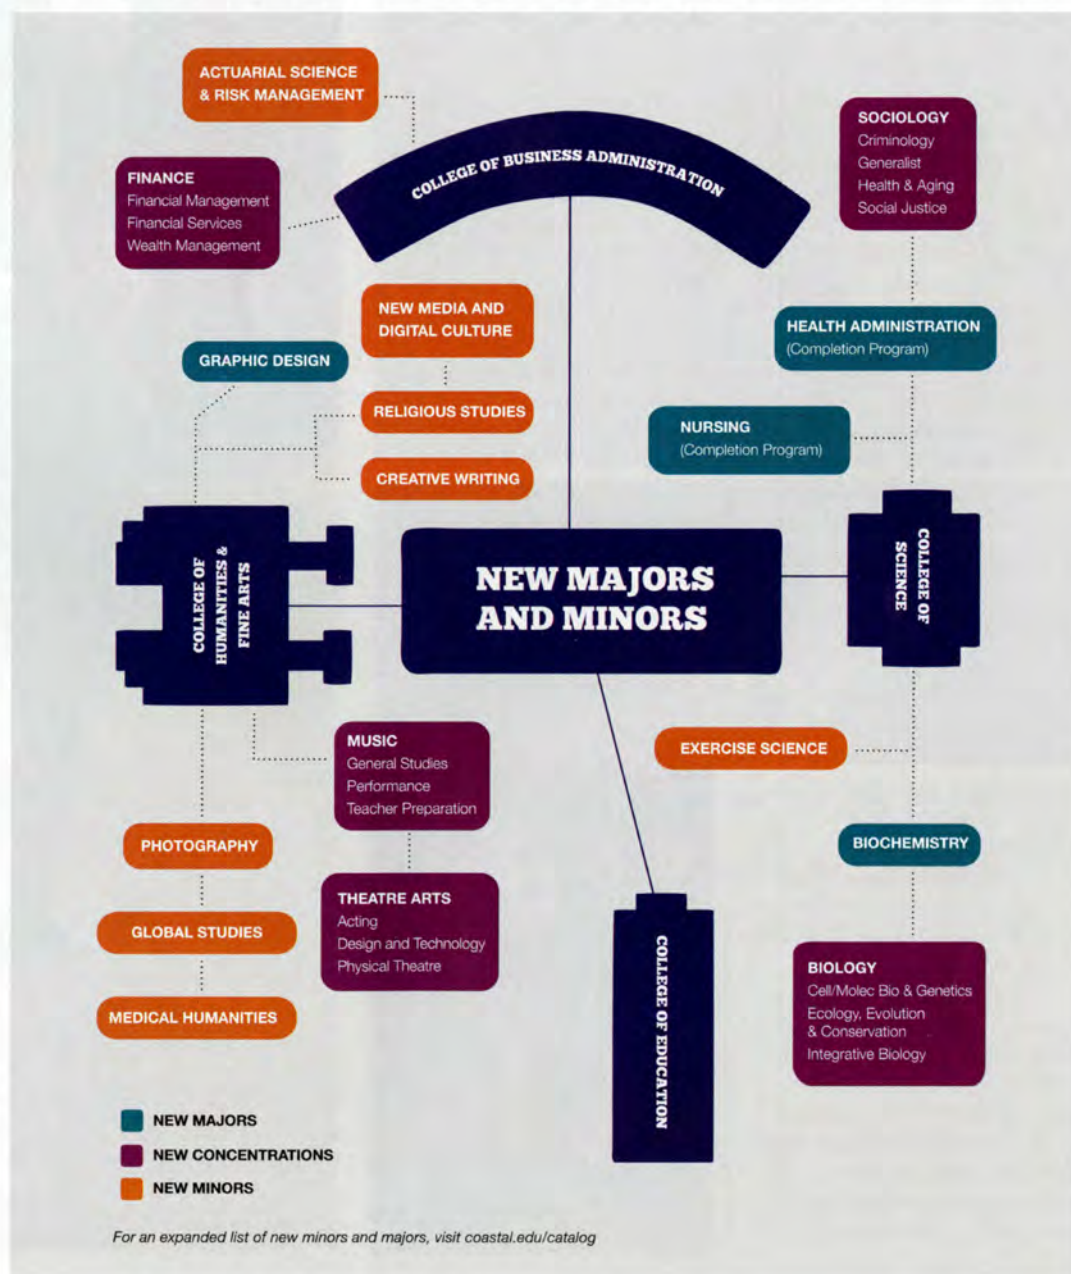 ACTUARIAL SCIENCE
& RISK MANAGEMENT
COLLEGE OF BUSINESS ADMINISTRATION
FINANCE
Financial Management
Financial Services
Wealth Management
SOCIOLOGY
Criminology
Generalist
Health & Aging
Social Justice
NEW MEDIA AND
DIGITAL CULTURE
GRAPHIC DESIGN
RELIGIOUS STUDIES
CREATIVE WRITING
HEALTH ADMINISTRATION
(Completion Program)
NURSING
(Completion Program)
COLLEGE OF
HUMANITIES &
FINE ARTS
NEW MAJORS
AND MINORS
COLLEGE OF
SCIENCE
MUSIC
General Studies
Performance
Teacher Preparation
EXERCISE SCIENCE
PHOTOGRAPHY
BIOCHEMISTRY
THEATRE ARTS
Acting
Design and Technology
Physical Theatre
GLOBAL STUDIES
MEDICAL HUMANITIES
COLLEGE OF EDUCATION
BIOLOGY
Cell/Molec Bio & Genetics
Ecology, Evolution
& Conservation
Integrative Biology
NEW MAJORS
NEW CONCENTRATIONS
NEW MINORS
For an expanded list of new minors and majors, visit coastal.edu/catalog